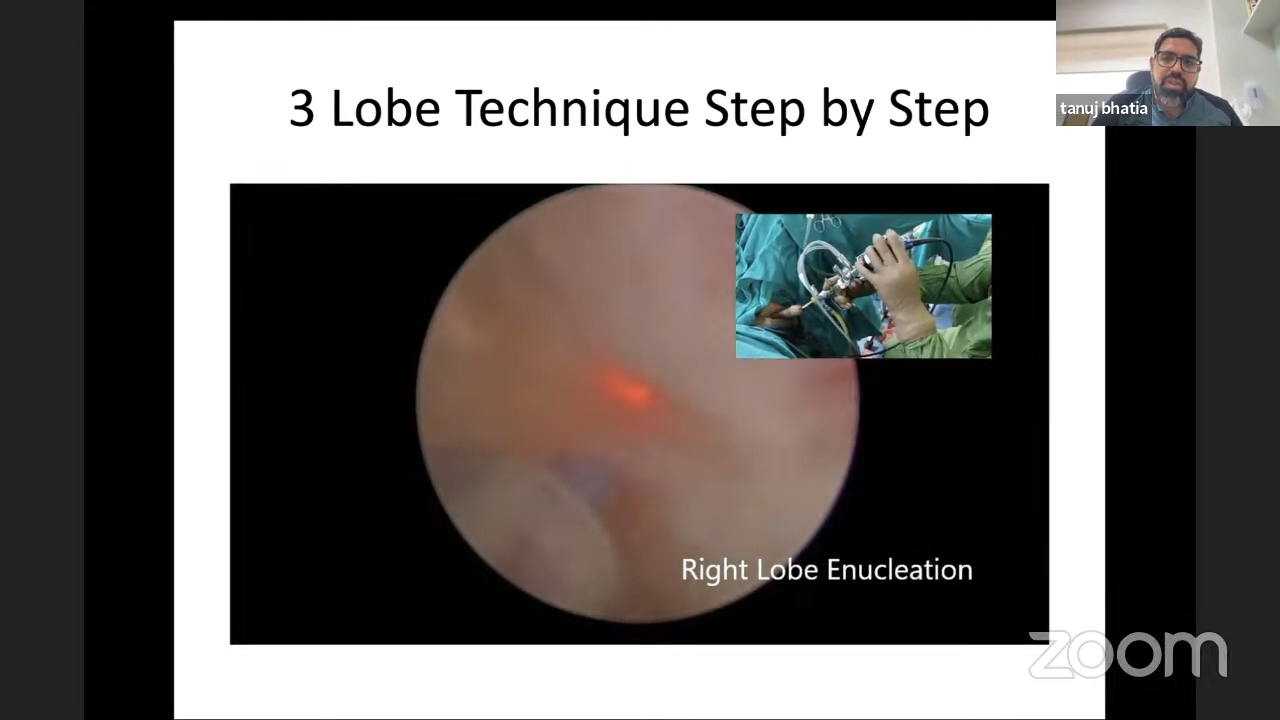 3 Lobe Technique Step by Step
tanuj bhatia
Right Lobe Enucleation
zoom